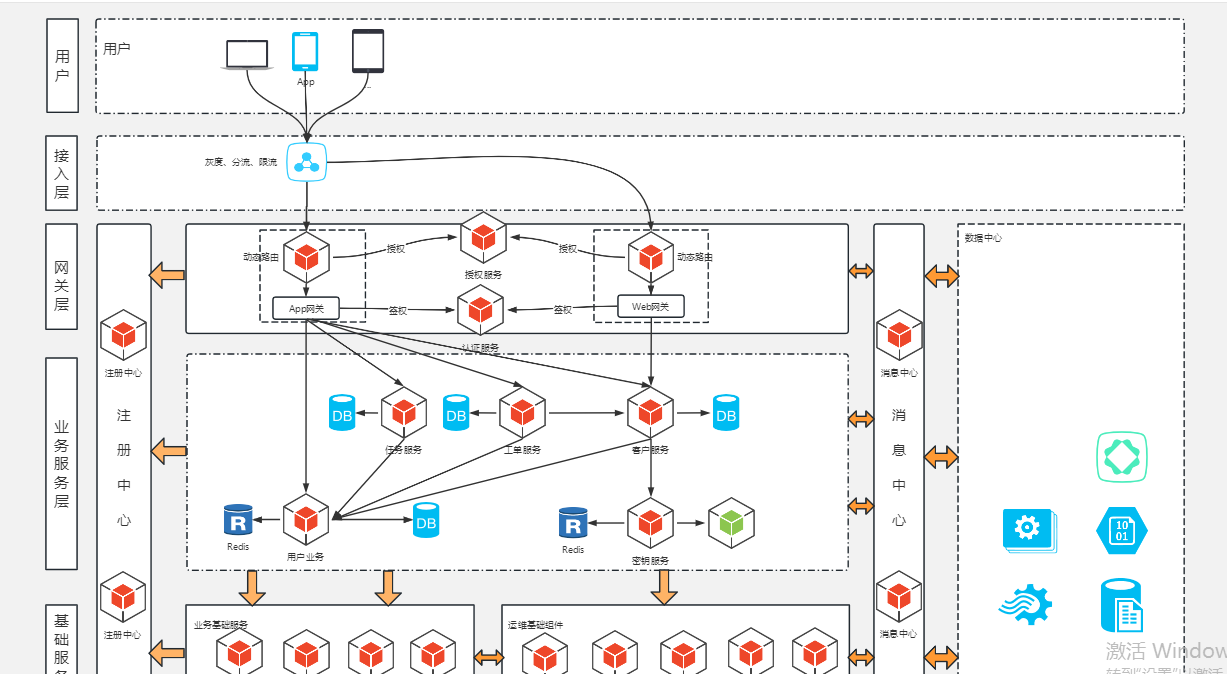 用户
用户
App
...
接入层
灰度、分流、限流
网关层
动态路由
授权
授权服务
授权
动态路由
数据中心
App网关
签权
签权
Web网关
认证服务
注册中心
消息中心
业务服务层
注册中心
消息中心
DB
DB
DB
任务服务
工单服务
客户服务
R
Redis
DB
用户业务
R
Redis
密钥服务
10
01
基础服务
业务基础服务
运维基础组件
注册中心
消息中心
激活 Window
转到"设置"以激活